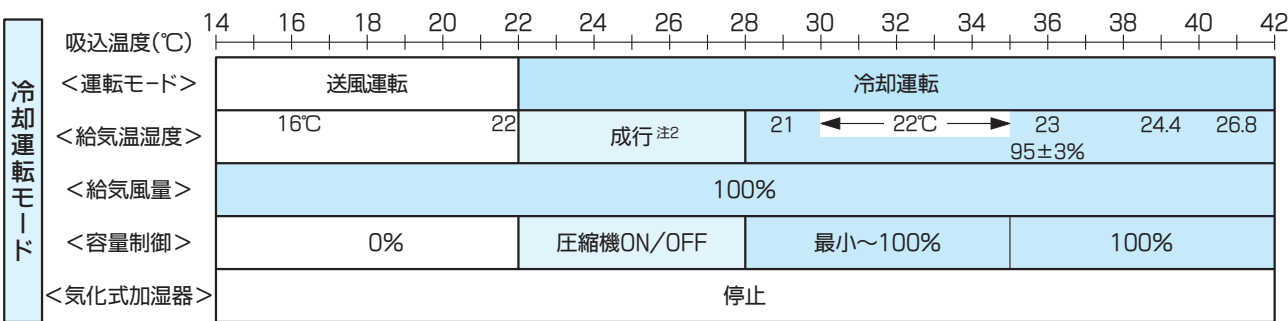 冷却運転モード
吸込温度(℃) 14 16 18 20 22 24 26 28 30 32 34 36 38 40 42
<運転モード> 送風運転 冷却運転
<給気温湿度> 16℃ 22 成行 注2 21 22℃ 23 24.4 26.8
95±3%
<給気風量> 100%
<容量制御> 0% 圧縮機ON/OFF 最小~100% 100%
<気化式加湿器> 停止